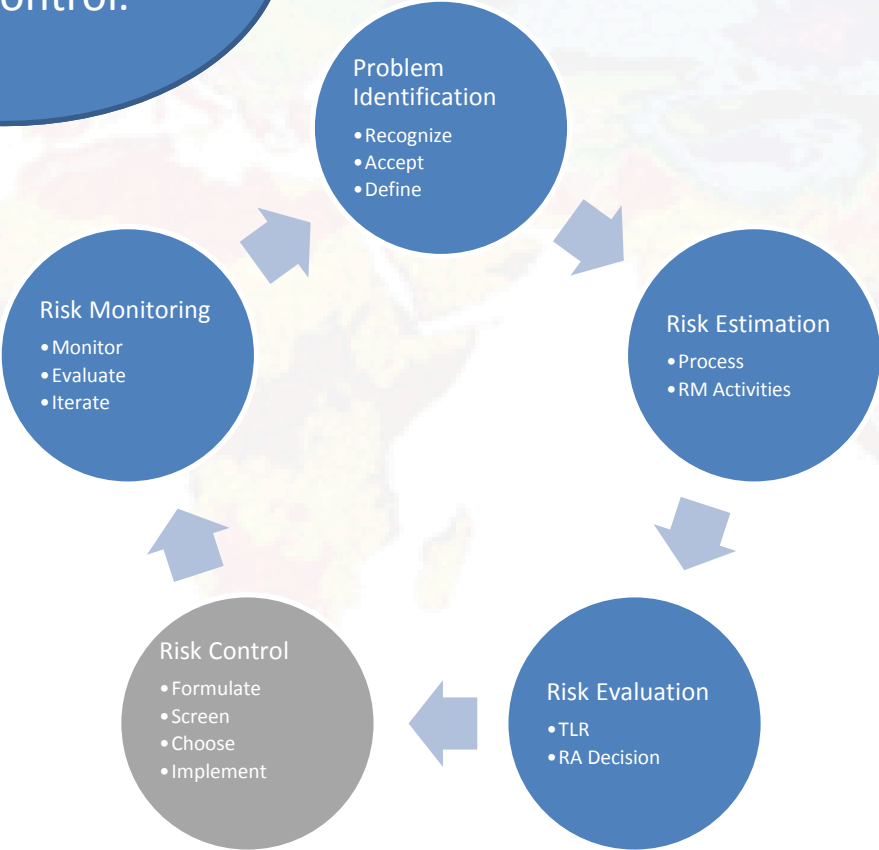 ontrol.
Problem
Identification
•Recognize
•Accept
•Define
Risk Estimation
•Process
•RM Activities
Risk Evaluation
•TLR
•RA Decision
Risk Control
•Formulate
•Screen
•Choose
•Implement
Risk Monitoring
•Monitor
•Evaluate
•Iterate